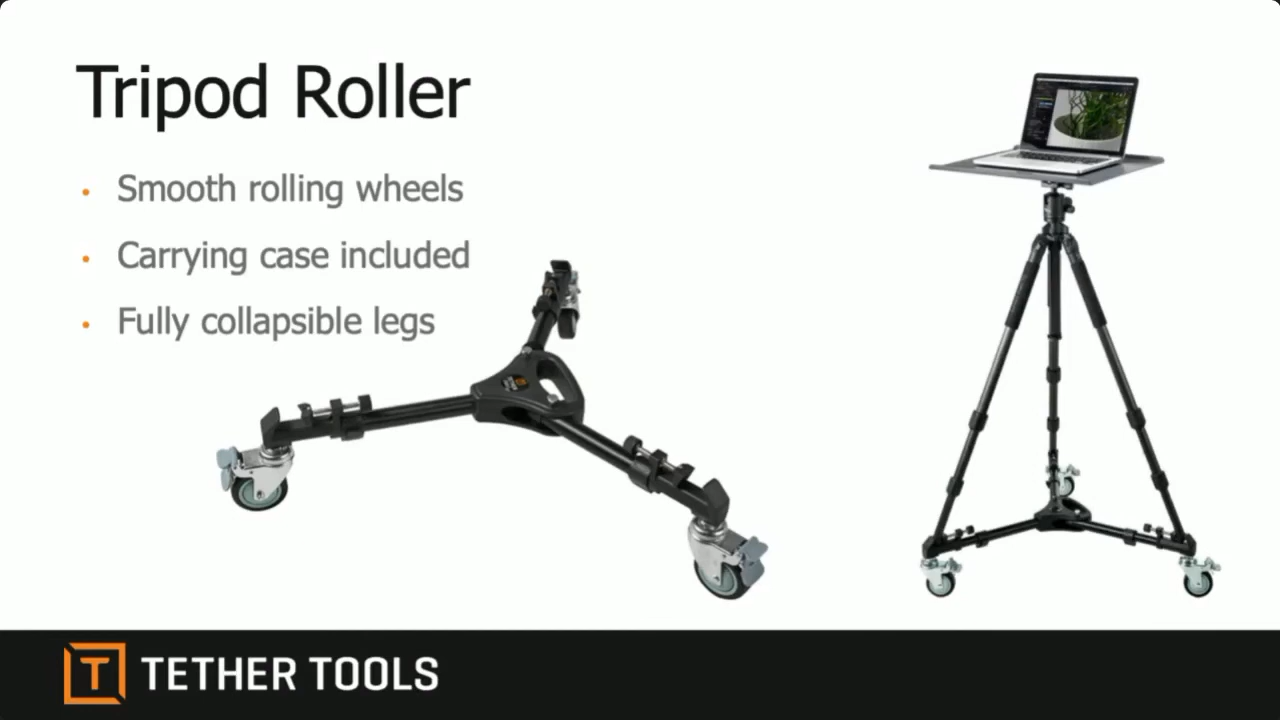 Tripod Roller
• Smooth rolling wheels
• Carrying case included
• Fully collapsible legs
T TETHER TOOLS